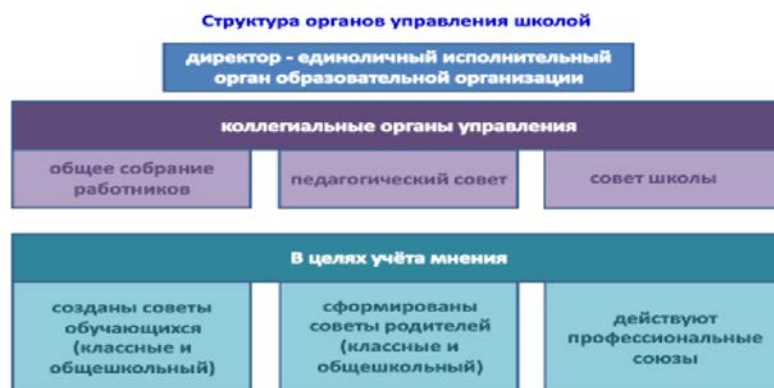 Структура органов управления школой
директор - единоличный исполнительный
орган образовательной организации
коллегиальные органы управления
общее собрание
работников
педагогический совет
совет школы
В целях учёта мнения
созданы советы
обучающихся
(классные и
общешкольный)
сформированы
советы родителей
(классные и
общешкольный)
действуют
профессиональные
союзы